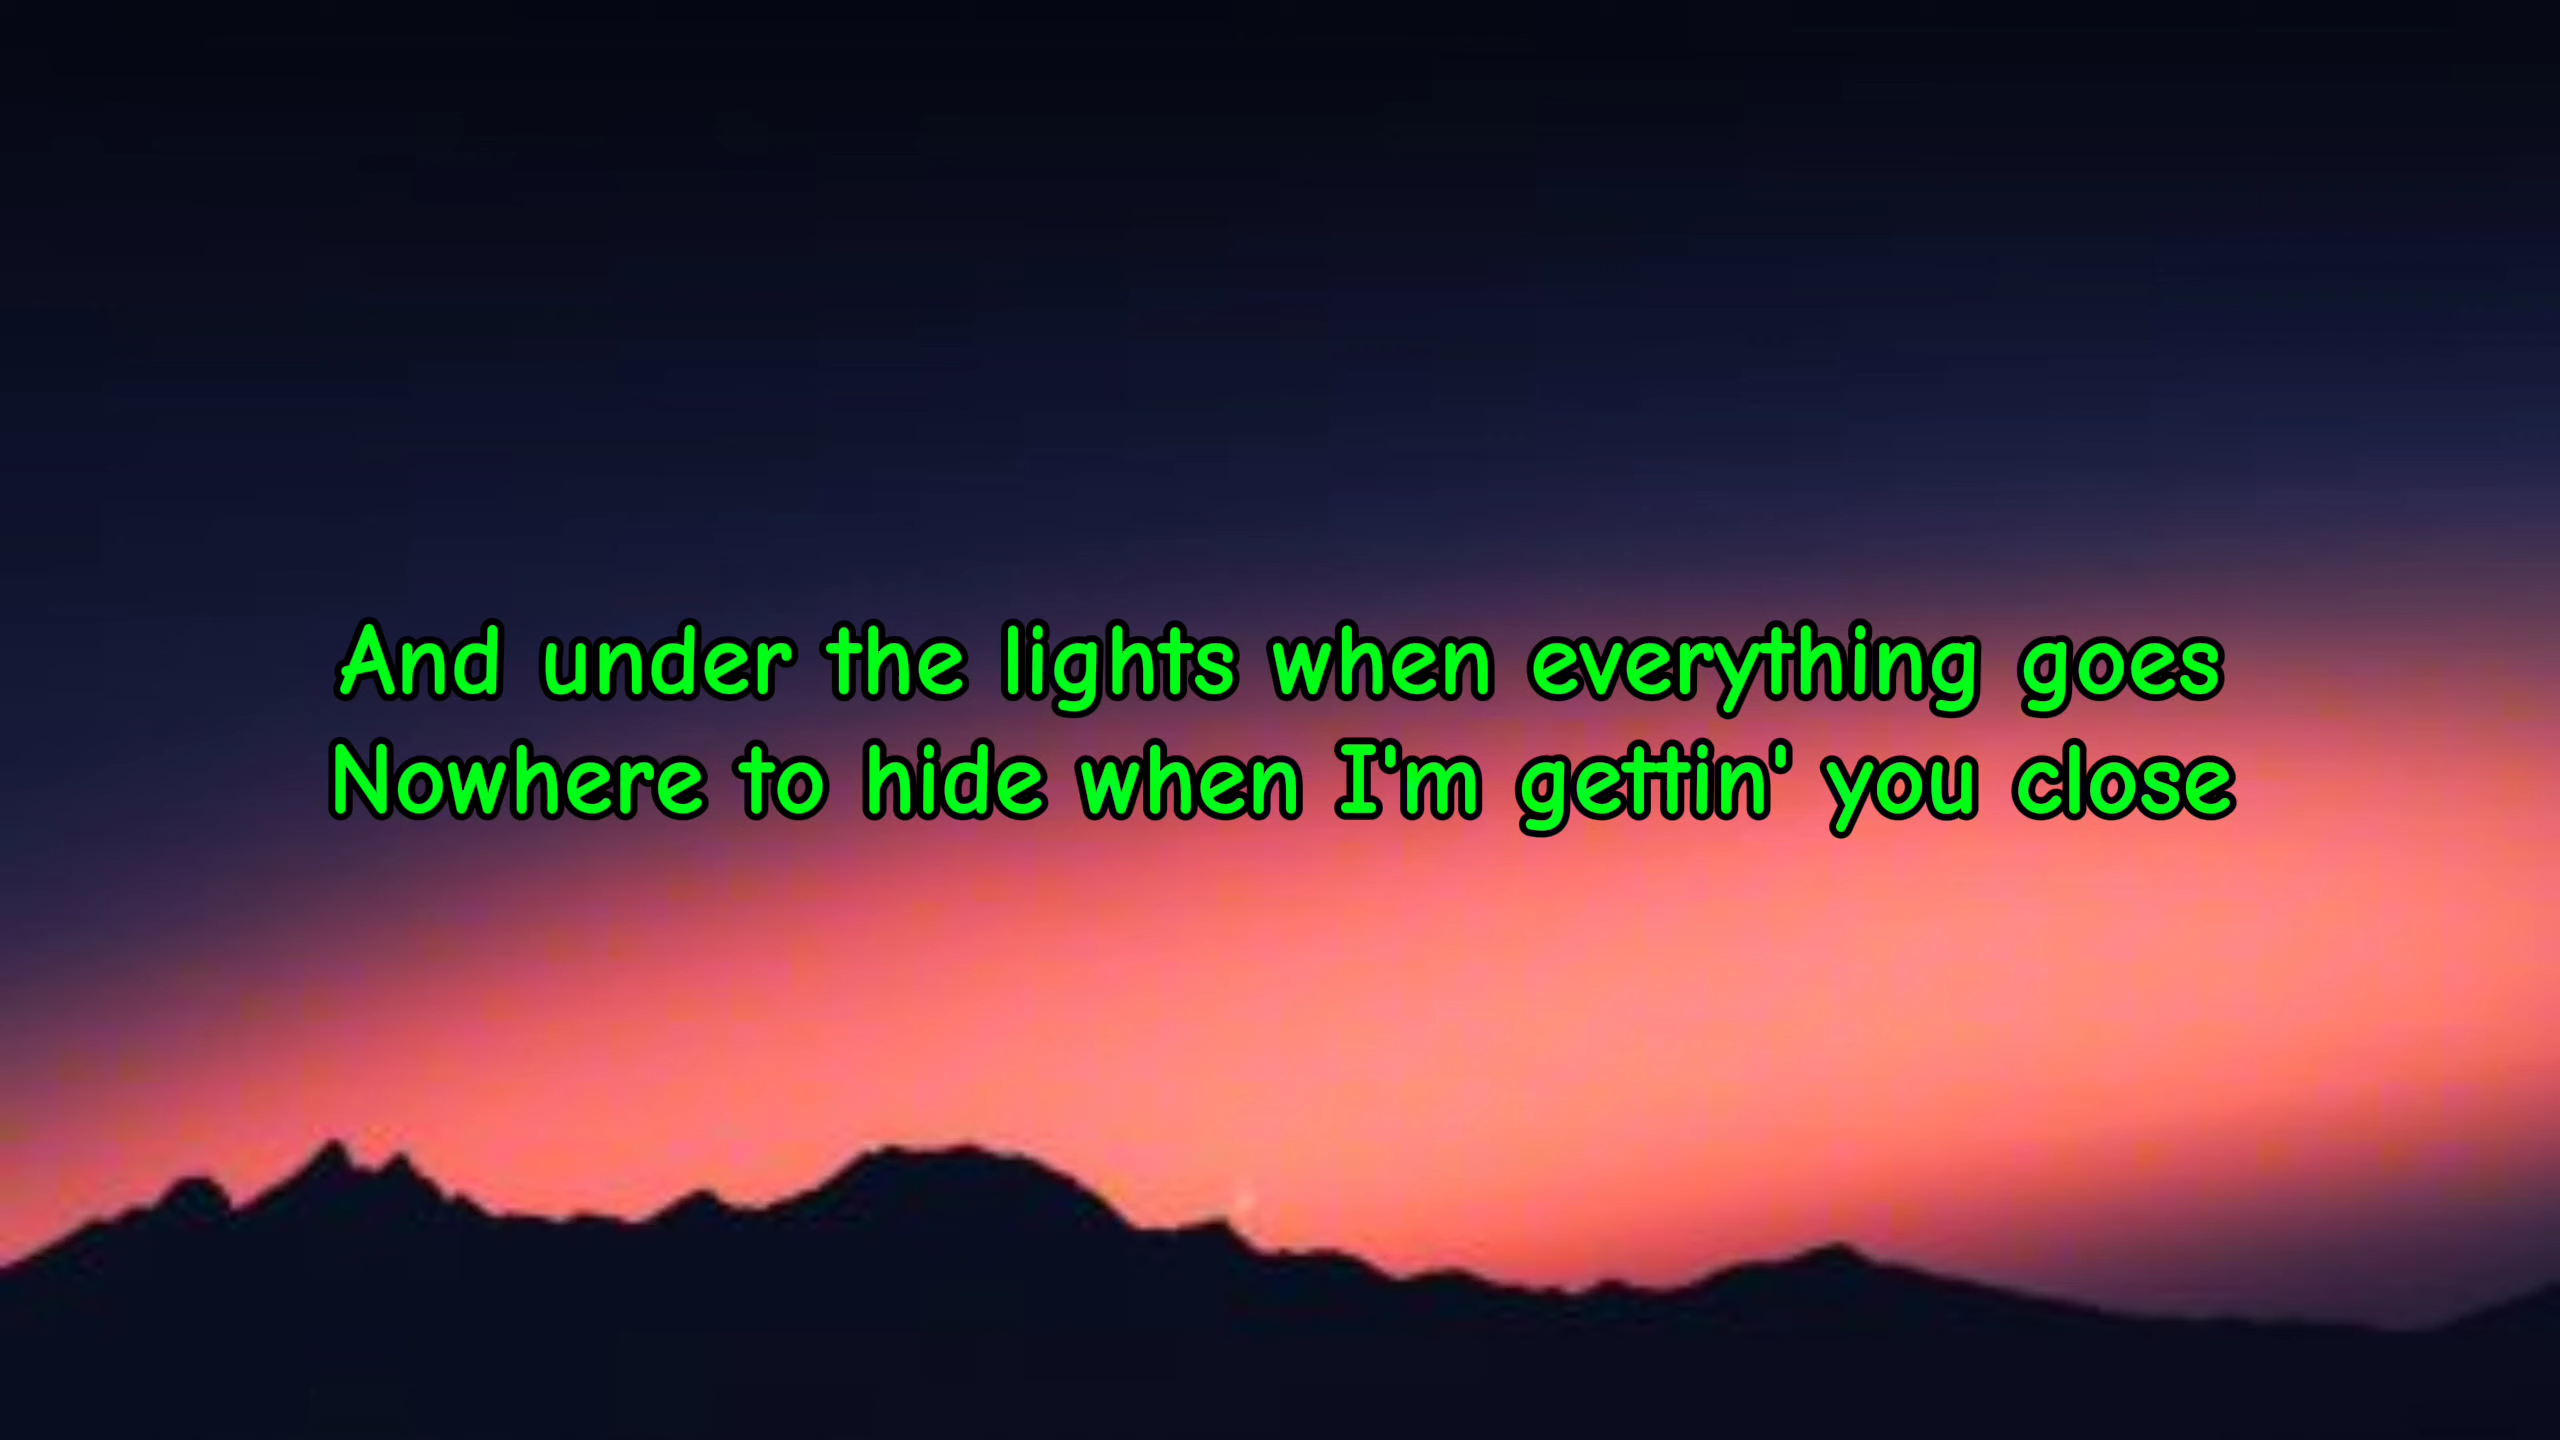 And under the lights when everything goes
Nowhere to hide when I'm gettin' you close